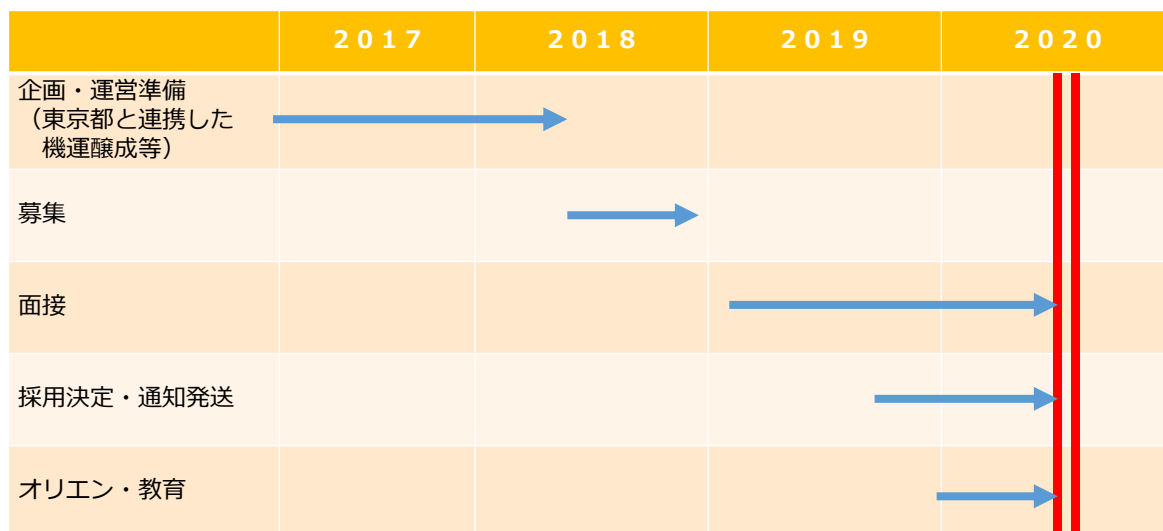 ２０１７ ２０１８ ２０１９ ２０２０
企画・運営準備
（東京都と連携した
機運醸成等）
募集
面接
採用決定・通知発送
オリエン・教育